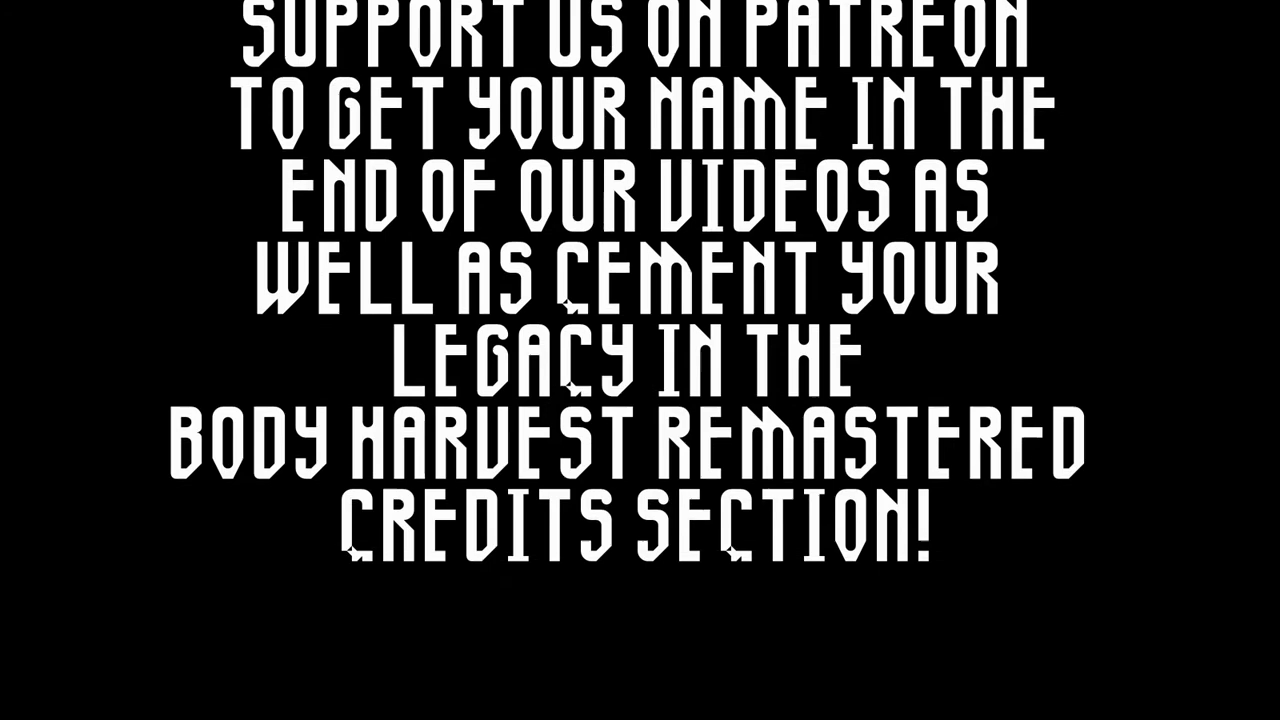 SUPPORT US ON PATREON
TO GET YOUR NAME IN THE
END OF OUR VIDEOS AS
WELL AS CEMENT YOUR
LEGACY IN THE
BODY HARVEST REMASTERED
CREDITS SECTION!